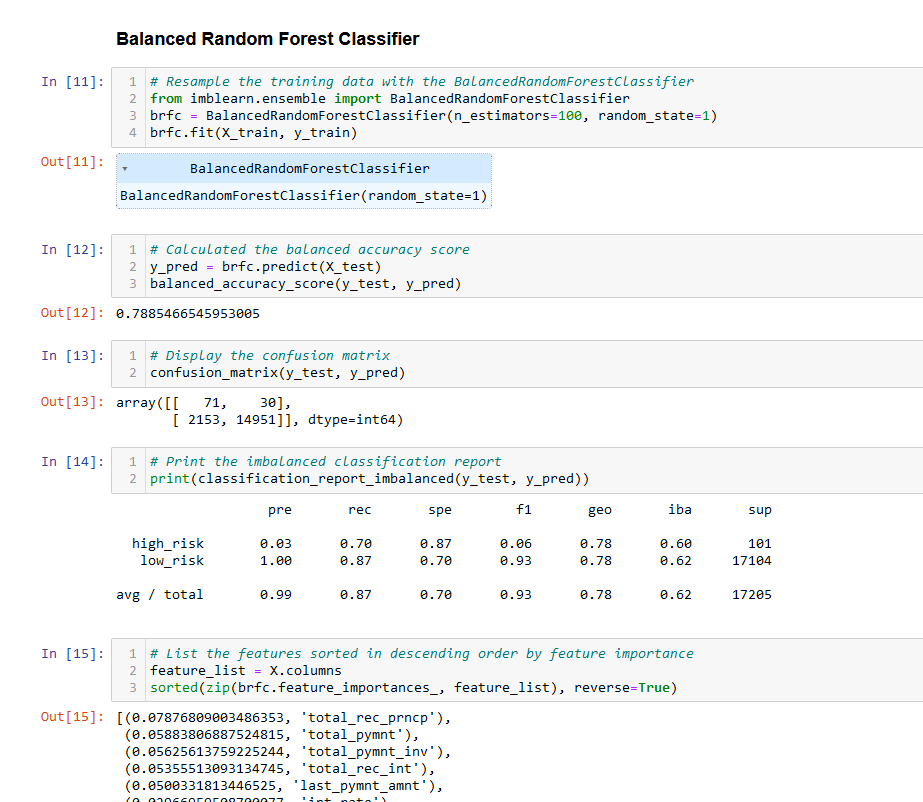 Balanced Random Forest Classifier
In [11]:
1 # Resample the training data with the BalancedRandomForestClassifier
2 from imblearn.ensemble import BalancedRandomForestClassifier
3 brfc = BalancedRandomForestClassifier(n_estimators=100, random_state=1)
4 brfc.fit(X_train, y_train)
Out[11]:
BalancedRandomForestClassifier
BalancedRandomForestClassifier(random_state=1)
In [12]:
1 # Calculated the balanced accuracy score
2 y_pred = brfc.predict(X_test)
3 balanced_accuracy_score(y_test, y_pred)
Out[12]: 0.7885466545953005
In [13]:
1 # Display the confusion matrix
2 confusion_matrix(y_test, y_pred)
Out[13]: array([[   71,    30],
       [ 2153, 14951]], dtype=int64)
In [14]:
1 # Print the imbalanced classification report
2 print(classification_report_imbalanced(y_test, y_pred))
pre rec spe f1 geo iba sup
high_risk 0.03 0.70 0.87 0.06 0.78 0.60 101
low_risk 1.00 0.87 0.70 0.93 0.78 0.62 17104
avg / total 0.99 0.87 0.70 0.93 0.78 0.62 17205
In [15]:
1 # List the features sorted in descending order by feature importance
2 feature_list = X.columns
3 sorted(zip(brfc.feature_importances_, feature_list), reverse=True)
Out[15]: [(0.07876809003486353, 'total_rec_prncp'),
(0.05883806887524815, 'total_pymnt'),
(0.05625613759225244, 'total_pymnt_inv'),
(0.05355513093134745, 'total_rec_int'),
(0.0500331813446525, 'last_pymnt_amnt'),